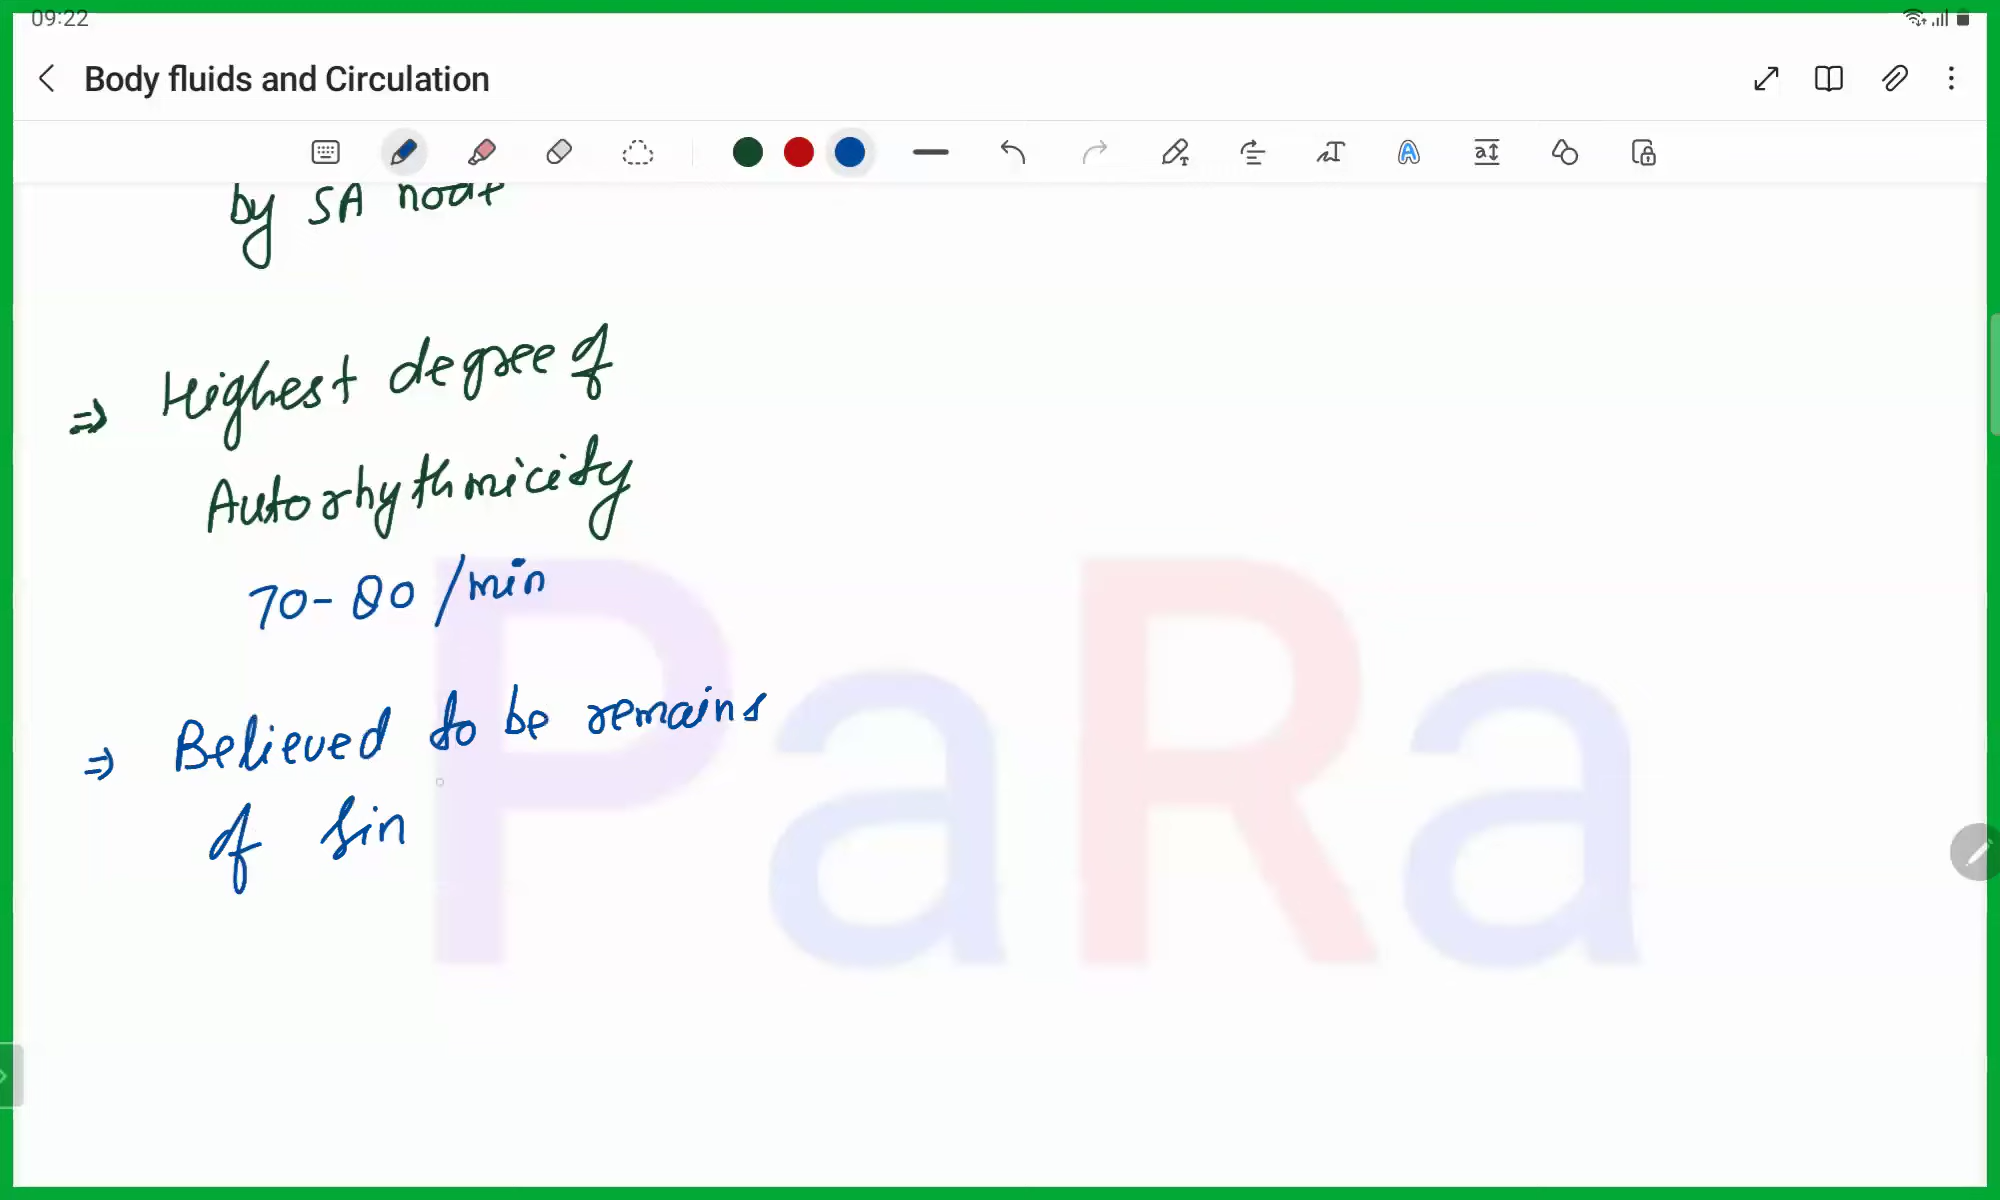 09:22
Body fluids and Circulation
by SA node
⇒ Highest degree of
Autorhythmicity
70-80 /min
⇒ Believed to be remains
of sin
PaRa